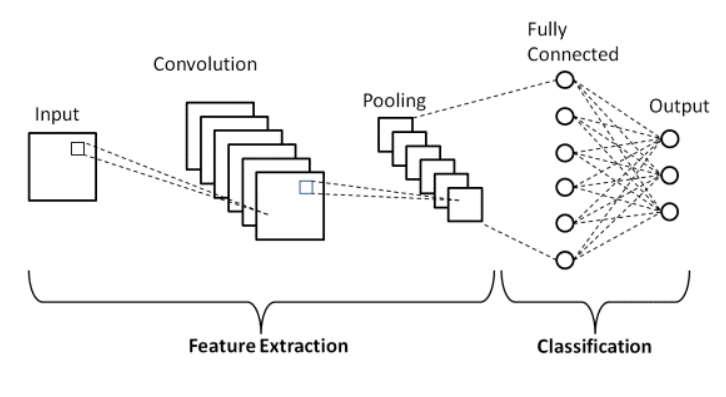 Input
Convolution
Pooling
Fully
Connected
Output
Feature Extraction
Classification